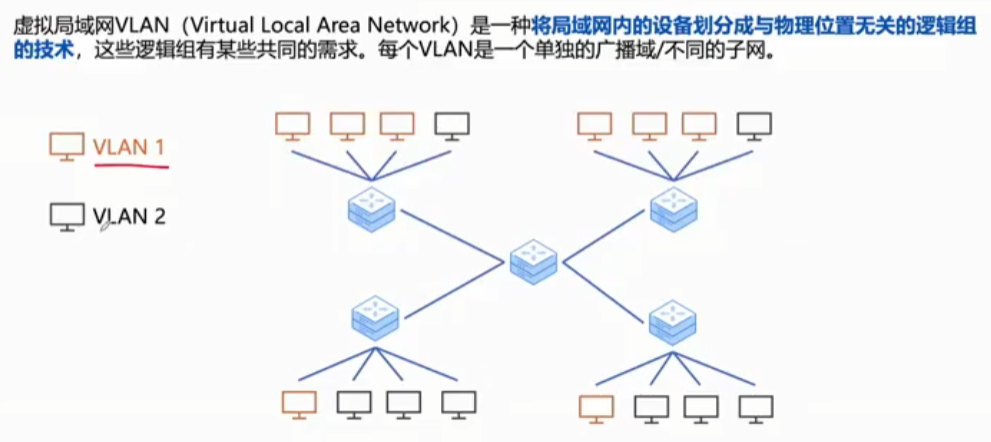 虚拟局域网VLAN（Virtual Local Area Network）是一种将局域网内的设备划分成与物理位置无关的逻辑组
的技术，这些逻辑组有某些共同的需求。每个VLAN是一个单独的广播域/不同的子网。
VLAN 1
VLAN 2